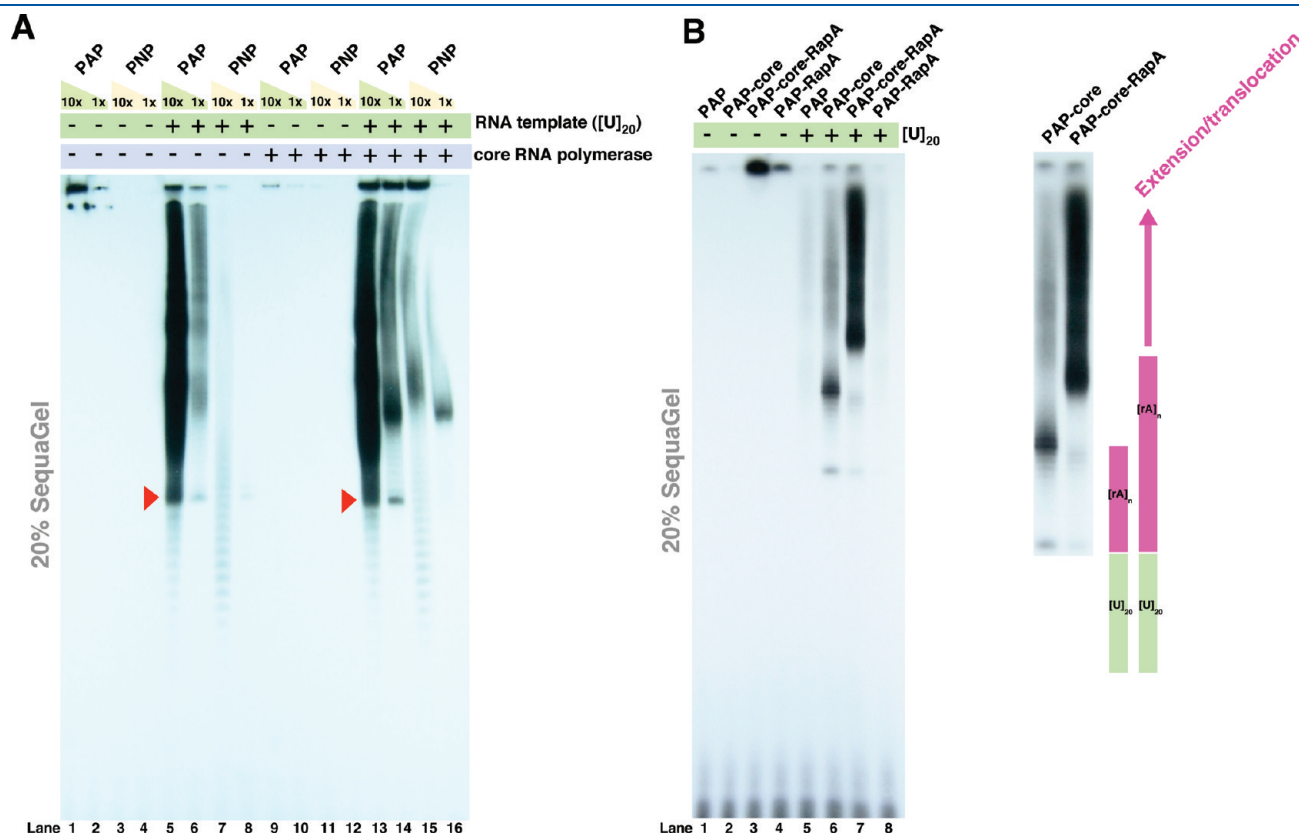 A
PAP PNP PAP PNP PAP PNP PAP PNP
10x 1x 10x 1x 10x 1x 10x 1x 10x 1x 10x 1x 10x 1x 10x 1x
- - - - + + + + - - - - + + + + RNA template ([U]20)
- - - - - - - - + + + + + + + + core RNA polymerase
20% SequaGel
Lane 1 2 3 4 5 6 7 8 9 10 11 12 13 14 15 16
B
PAP PAP-core PAP-core-RapA PAP-RapA PAP PAP-core PAP-core-RapA PAP-RapA
- - - - + + + + [U]20
20% SequaGel
Lane 1 2 3 4 5 6 7 8
PAP-core PAP-core-RapA
Extension/translocation
[rA]n
[rA]n
[U]20 [U]20